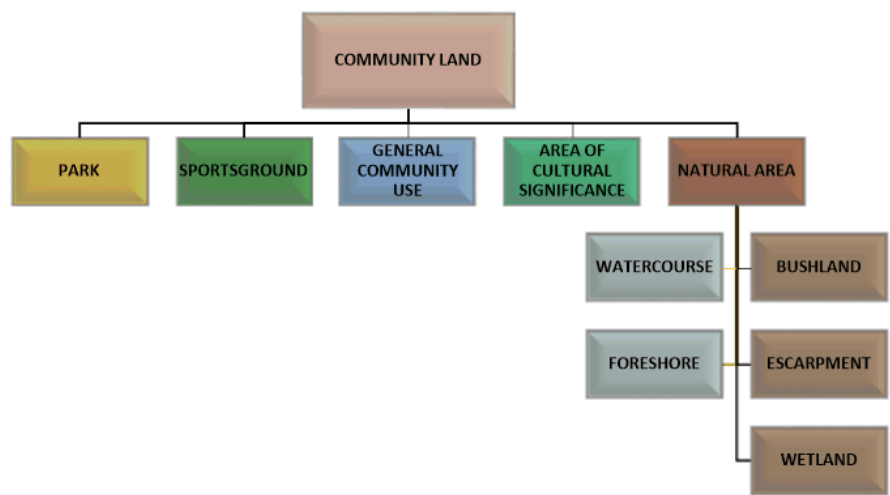 COMMUNITY LAND
PARK
SPORTSGROUND
GENERAL
COMMUNITY
USE
AREA OF
CULTURAL
SIGNIFICANCE
NATURAL AREA
WATERCOURSE
BUSHLAND
FORESHORE
ESCARPMENT
WETLAND